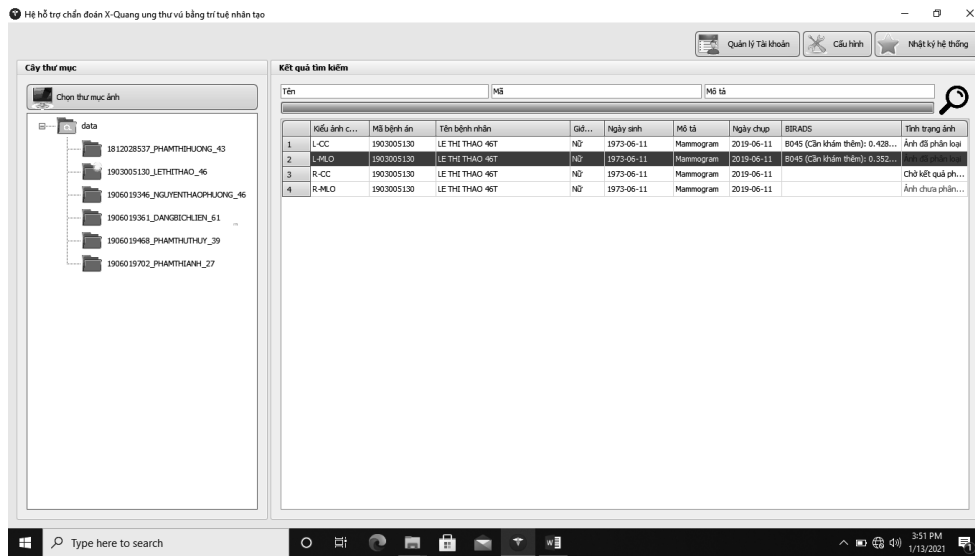 Hệ hỗ trợ chẩn đoán X-Quang ung thư vú bằng trí tuệ nhân tạo
Quản lý Tài khoản Cấu hình Nhật ký hệ thống
Cây thư mục
Chọn thư mục ảnh
data
1812028537_PHAMTHIHUONG_43
1903005130_LETHITHAO_46
1906019346_NGUYENTHAOPHUONG_46
1906019361_DANGBICHLIEN_61
1906019468_PHAMTHUTHUY_39
1906019702_PHAMTHIANH_27
Kết quả tìm kiếm
Tên Mã Mô tả
Kiểu ảnh c... Mã bệnh án Tên bệnh nhân Giớ... Ngày sinh Mô tả Ngày chụp BIRADS Tình trạng ảnh
1 L-CC 1903005130 LE THI THAO 46T Nữ 1973-06-11 Mammogram 2019-06-11 B045 (Cần khám thêm): 0.428... Ảnh đã phân loại
2 L-MLO 1903005130 LE THI THAO 46T Nữ 1973-06-11 Mammogram 2019-06-11 B045 (Cần khám thêm): 0.352... Ảnh đã phân loại
3 R-CC 1903005130 LE THI THAO 46T Nữ 1973-06-11 Mammogram 2019-06-11 Chờ kết quả ph...
4 R-MLO 1903005130 LE THI THAO 46T Nữ 1973-06-11 Mammogram 2019-06-11 Ảnh chưa phân...
Type here to search
3:51 PM
1/13/2021